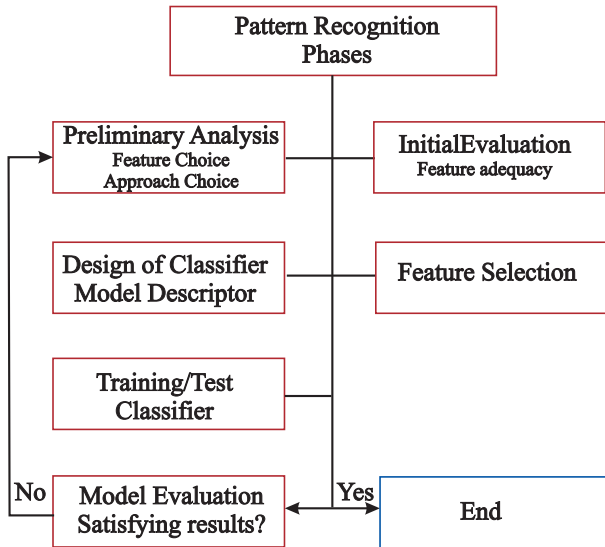 Pattern Recognition
Phases
Preliminary Analysis
Feature Choice
Approach Choice
InitialEvaluation
Feature adequacy
Design of Classifier
Model Descriptor
Feature Selection
Training/Test
Classifier
No
Model Evaluation
Satisfying results?
Yes
End